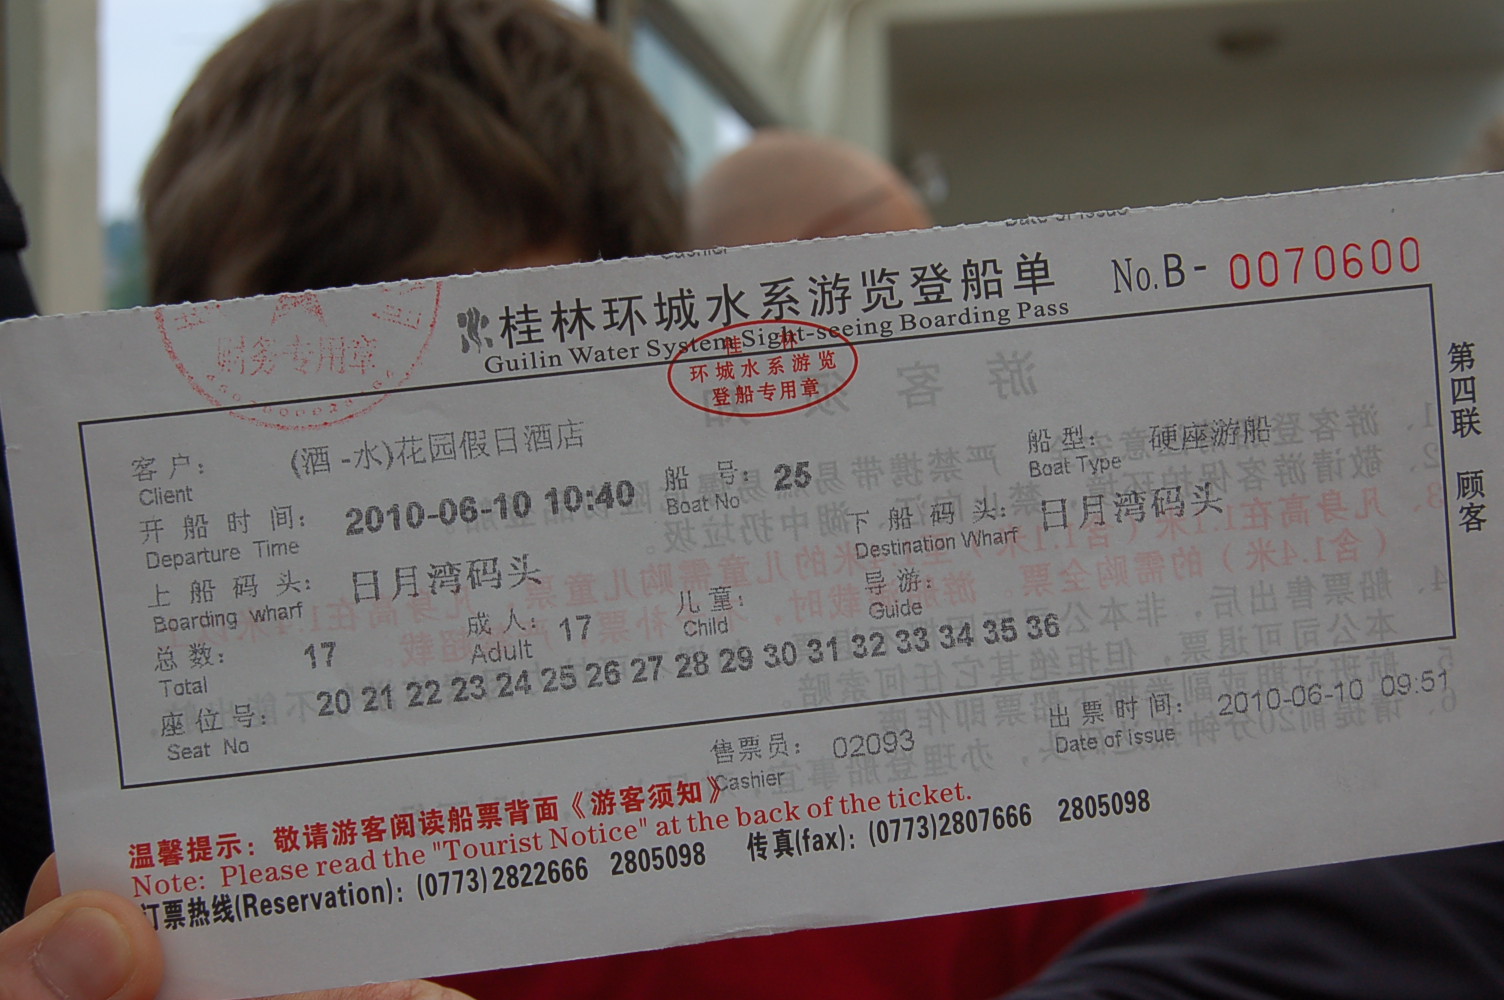 Cashier
Date of Issue
财务专用章
桂林环城水系游览登船单 No.B- 0070600
Guilin Water System Sight-seeing Boarding Pass
桂 林
环城水系游览
登船专用章
第四联 顾客
客户: (酒-水)花园假日酒店
Client
船型: 硬座游船
Boat Type
开船时间: 2010-06-10 10:40
Departure Time
船号: 25
Boat No
上船码头: 日月湾码头
Boarding wharf
下船码头: 日月湾码头
Destination Wharf
总数: 17
Total
成人: 17
Adult
儿童:
Child
导游:
Guide
座位号: 20 21 22 23 24 25 26 27 28 29 30 31 32 33 34 35 36
Seat No
售票员: 02093
Cashier
出票时间: 2010-06-10 09:51
Date of issue
温馨提示: 敬请游客阅读船票背面《游客须知》
Note: Please read the "Tourist Notice" at the back of the ticket.
订票热线(Reservation): (0773)2822666 2805098 传真(fax): (0773)2807666 2805098